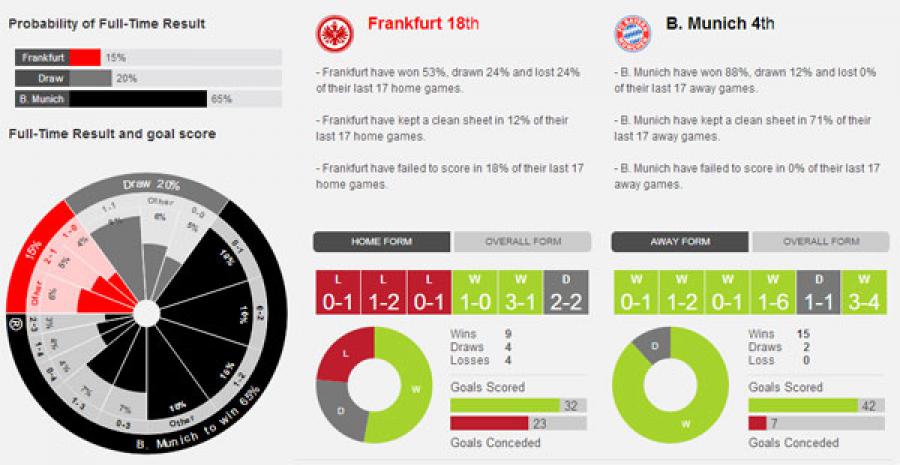 Probability of Full-Time Result
Frankfurt 15%
Draw 20%
B. Munich 65%
Full-Time Result and goal score
Draw 20%
1-1
Other
6%
0-0
5%
15%
1-0
4%
2-1
5%
Other
6%
0-1
0-2
1-2
Other
10%
0-3
7%
1-3
7%
0-4
4%
2-3
3%
B. Munich to win 65%
®
Frankfurt 18th
- Frankfurt have won 53%, drawn 24% and lost 24%
of their last 17 home games.
- Frankfurt have kept a clean sheet in 12% of their
last 17 home games.
- Frankfurt have failed to score in 18% of their last 17
home games.
HOME FORM OVERALL FORM
L L L W W D
0-1 1-2 0-1 1-0 3-1 2-2
L
W
D
Wins 9
Draws 4
Losses 4
Goals Scored
32
23
Goals Conceded
B. Munich 4th
- B. Munich have won 88%, drawn 12% and lost 0%
of their last 17 away games.
- B. Munich have kept a clean sheet in 71% of their
last 17 away games.
- B. Munich have failed to score in 0% of their last 17
away games.
AWAY FORM OVERALL FORM
W W W W D W
0-1 1-2 0-1 1-6 1-1 3-4
D
W
Wins 15
Draws 2
Loss 0
Goals Scored
42
7
Goals Conceded